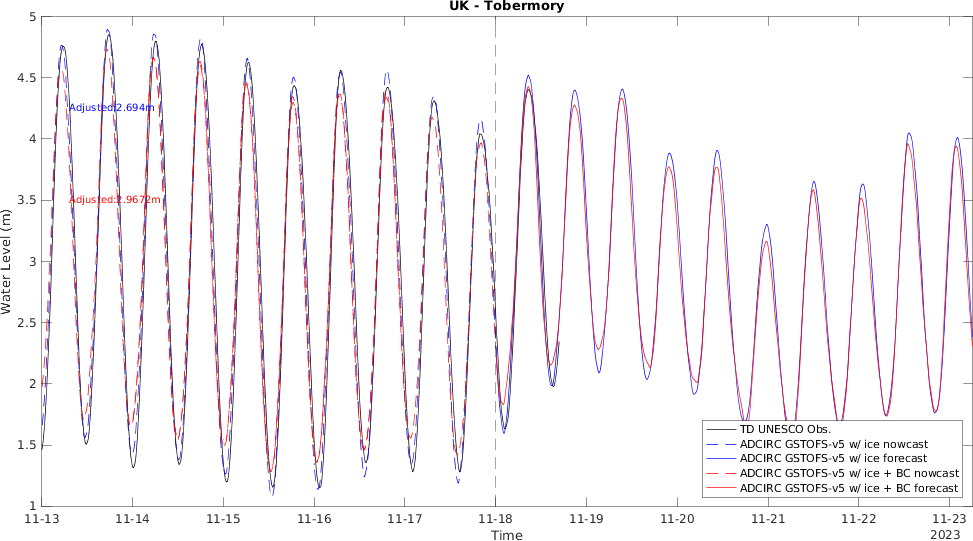 UK - Tobermory
5
4.5
4
3.5
3
2.5
2
1.5
1
Water Level (m)
Adjusted:2.694m
Adjusted:2.9672m
TD UNESCO Obs.
ADCIRC GSTOFS-v5 w/ ice nowcast
ADCIRC GSTOFS-v5 w/ ice forecast
ADCIRC GSTOFS-v5 w/ ice + BC nowcast
ADCIRC GSTOFS-v5 w/ ice + BC forecast
11-13 11-14 11-15 11-16 11-17 11-18 11-19 11-20 11-21 11-22 11-23
Time
2023